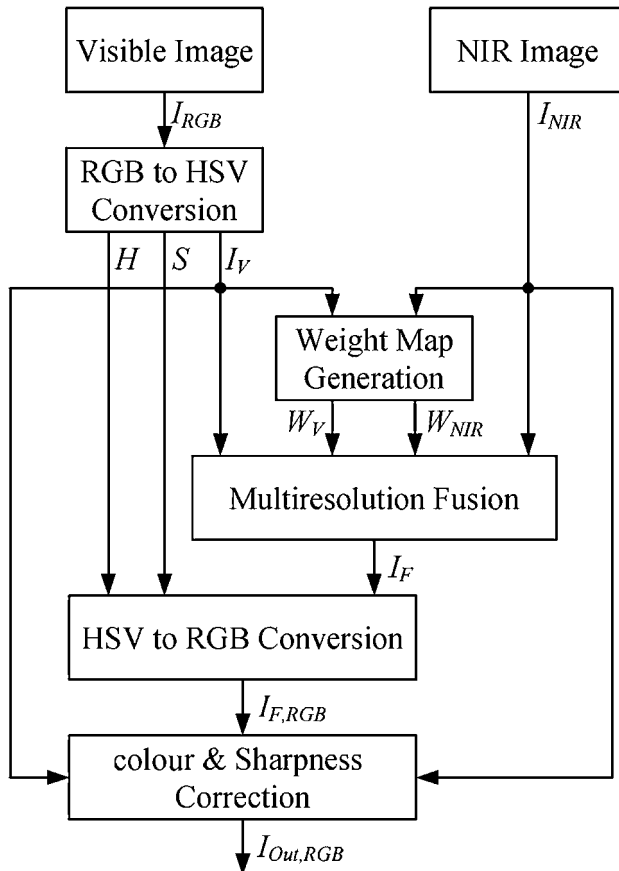 Visible Image
NIR Image
I_RGB
I_NIR
RGB to HSV
Conversion
H S I_V
Weight Map
Generation
W_V W_NIR
Multiresolution Fusion
I_F
HSV to RGB Conversion
I_F,RGB
colour & Sharpness
Correction
I_Out,RGB